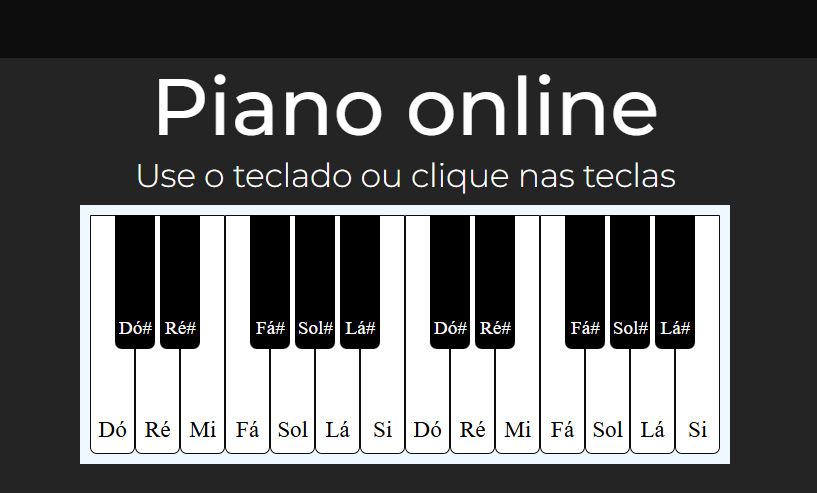 Piano online
Use o teclado ou clique nas teclas
Dó# Ré# Fá# Sol# Lá# Dó# Ré# Fá# Sol# Lá#
Dó Ré Mi Fá Sol Lá Si Dó Ré Mi Fá Sol Lá Si